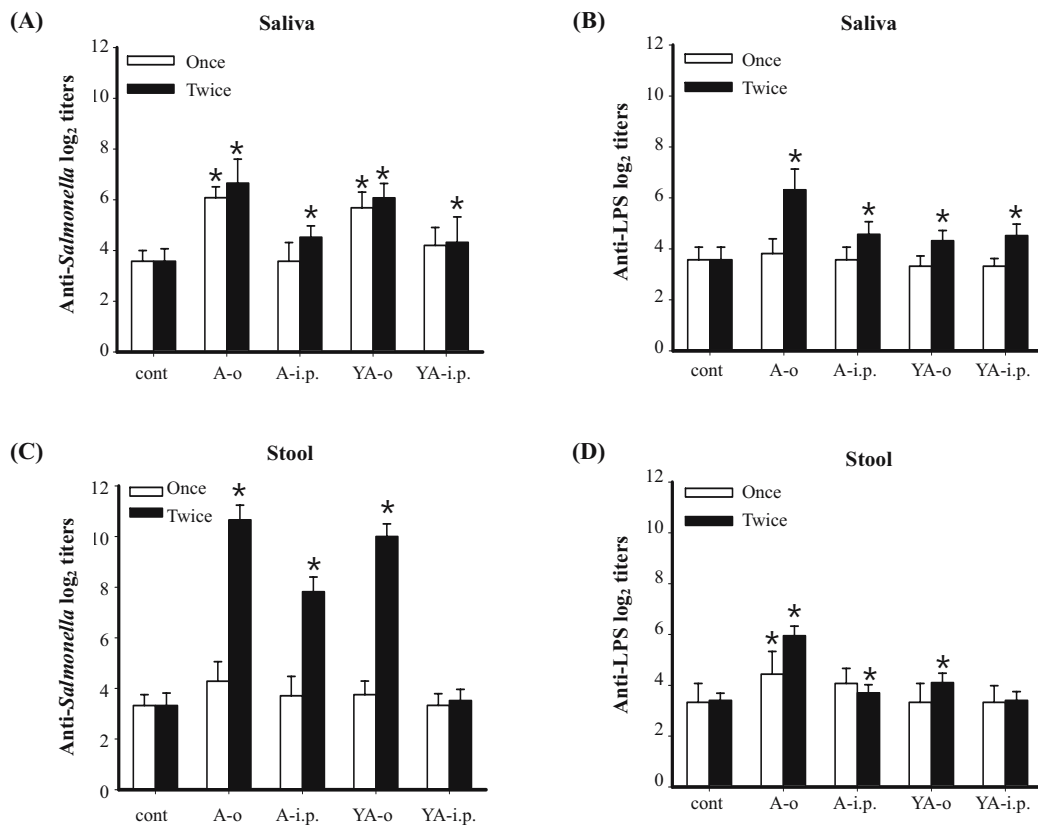 (A)
Saliva
Anti-Salmonella log₂ titers
12
10
8
6
4
2
0
Once
Twice
* * * * * *
cont A-o A-i.p. YA-o YA-i.p.
(B)
Saliva
Anti-LPS log₂ titers
12
10
8
6
4
2
0
Once
Twice
* * * *
cont A-o A-i.p. YA-o YA-i.p.
(C)
Stool
Anti-Salmonella log₂ titers
12
10
8
6
4
2
0
Once
Twice
* * *
cont A-o A-i.p. YA-o YA-i.p.
(D)
Stool
Anti-LPS log₂ titers
12
10
8
6
4
2
0
Once
Twice
* * * *
cont A-o A-i.p. YA-o YA-i.p.